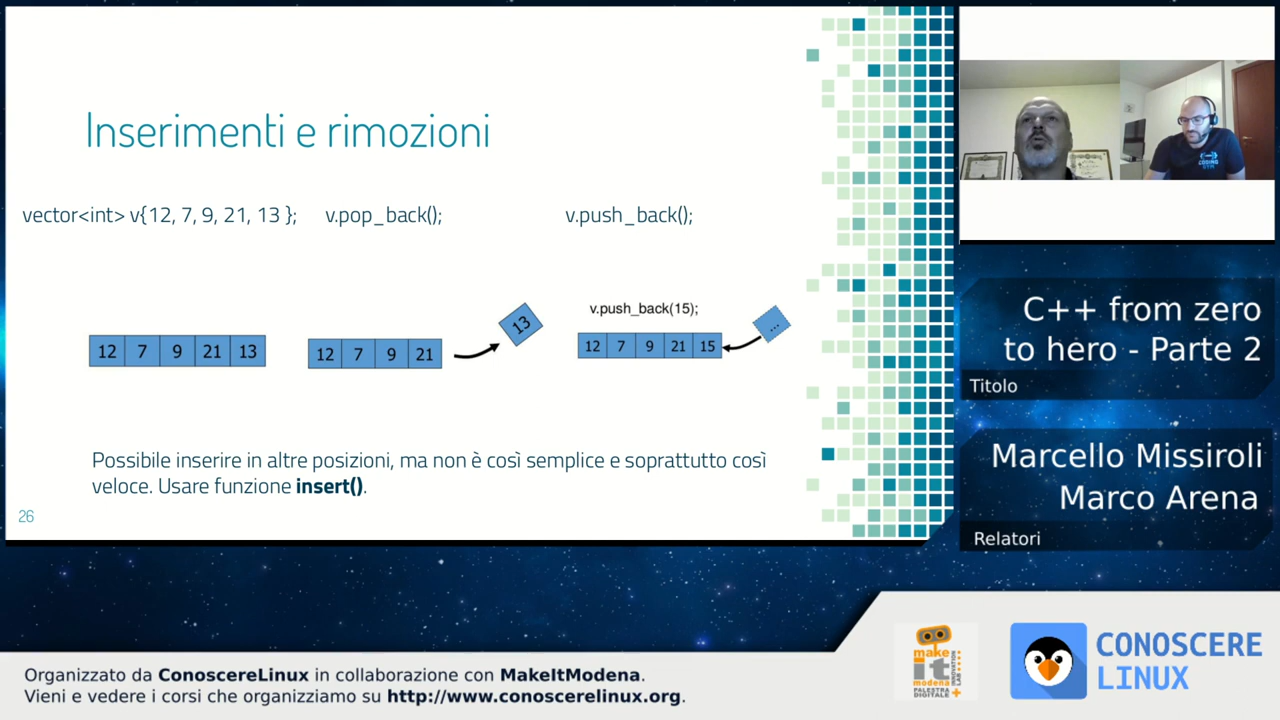 Inserimenti e rimozioni
vector<int> v{12, 7, 9, 21, 13 };
v.pop_back();
v.push_back();
12 7 9 21 13
12 7 9 21
13
v.push_back(15);
12 7 9 21 15
...
Possibile inserire in altre posizioni, ma non è così semplice e soprattutto così
veloce. Usare funzione insert().
26
C++ from zero
to hero - Parte 2
Titolo
Marcello Missiroli
Marco Arena
Relatori
make
it
modena
PALESTRA
DIGITALE
CONOSCERE
LINUX
Organizzato da ConoscereLinux in collaborazione con MakeItModena.
Vieni e vedere i corsi che organizziamo su http://www.conoscerelinux.org.